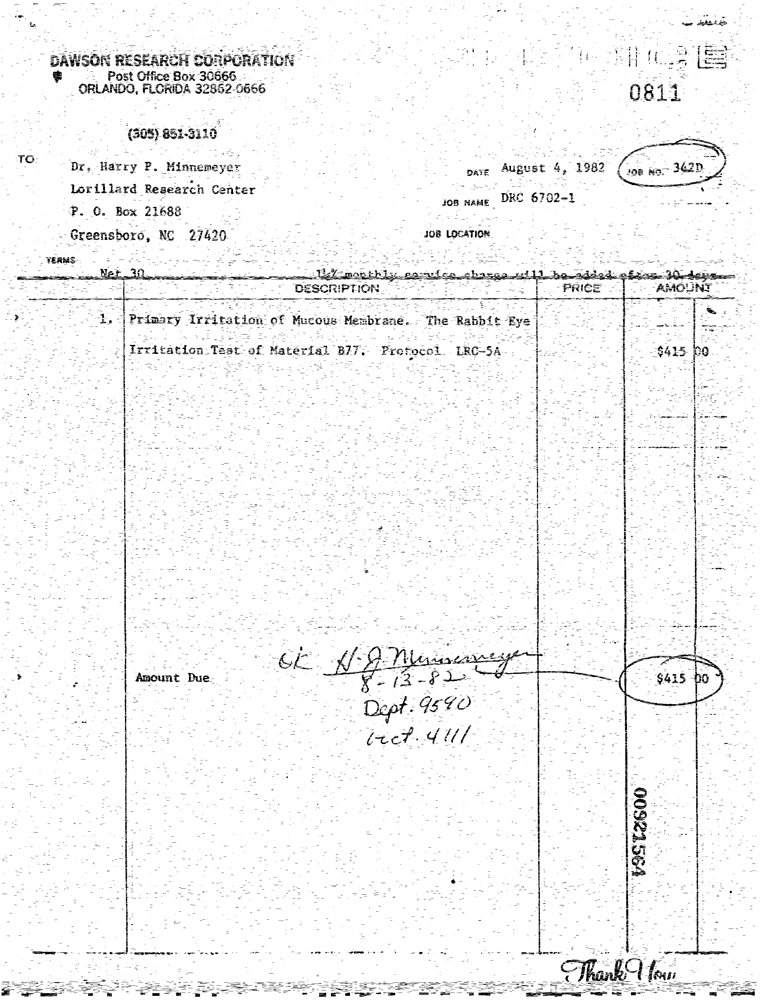 DAWSON RESEARCH CORPORATION
Post Office Box 30666
ORLANDO, FLORIDA 32862-0666
0811
(305) 851-3110
TO:
Dr. Harry P. Minnemeyer
Lorillard Research Center
P. O. Box 21688
Greensboro, NC 27420
DATE August 4, 1982
JOB NO. 342D
JOB NAME DRC 6702-1
JOB LOCATION
TERMS
Net 30 1½% monthly service charge will be added after 30 days
DESCRIPTION PRICE AMOUNT
1. Primary Irritation of Mucous Membrane. The Rabbit Eye
Irritation Test of Material B77. Protocol LRC-5A $415 00
OK H.J. Minnemeyer
Amount Due $415 00
8-13-82
Dept. 9590
Acct. 4111
00921564
Thank You